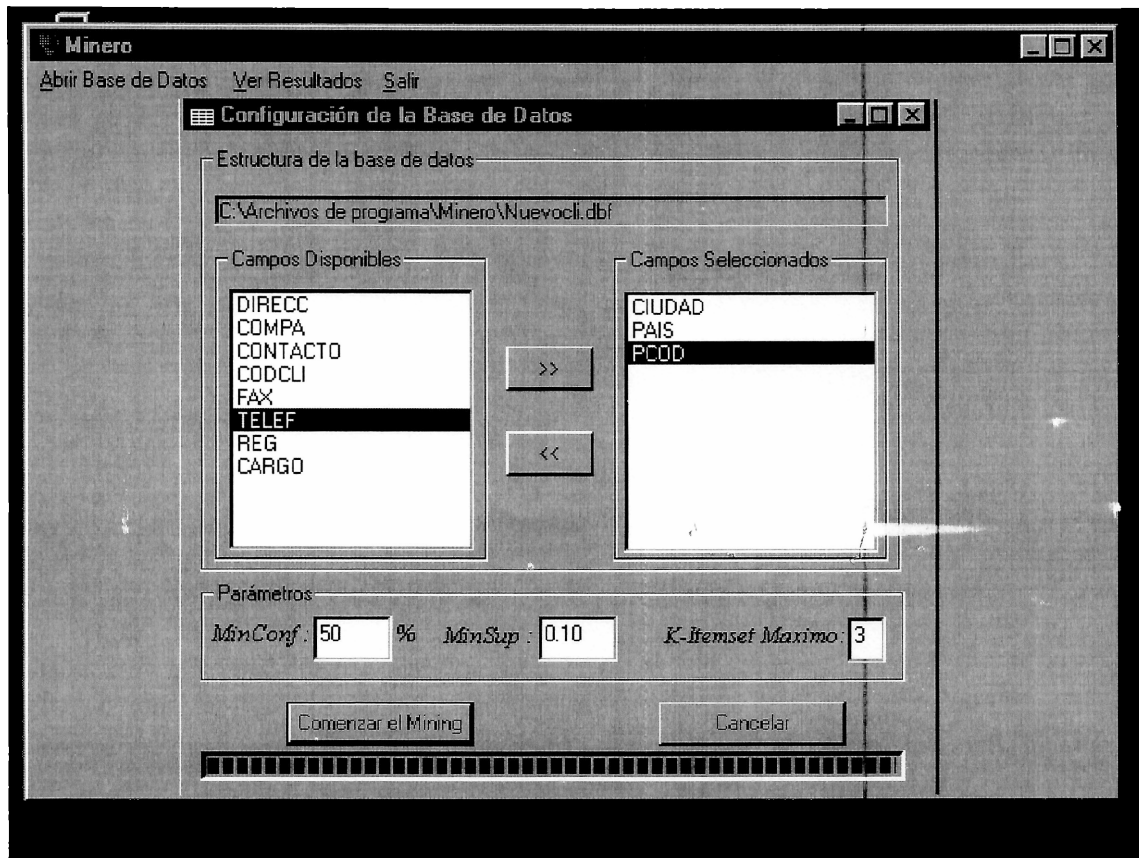 Minero
Abrir Base de Datos Ver Resultados Salir
Configuración de la Base de Datos
Estructura de la base de datos
C:\Archivos de programa\Minero\Nuevocli.dbf
Campos Disponibles
DIRECC
COMPA
CONTACTO
CODCLI
FAX
TELEF
REG
CARGO
>>
<<
Campos Seleccionados
CIUDAD
PAIS
PCOD
Parámetros
MinConf: 50 % MinSup : 0.10 K-Itemset Maximo: 3
Comenzar el Mining Cancelar